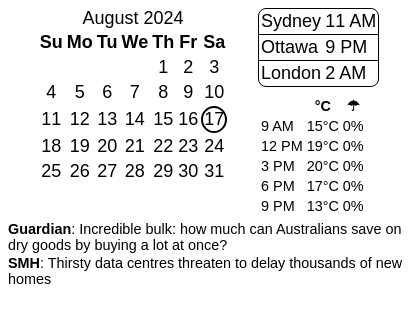 August 2024
Su Mo Tu We Th Fr Sa
1 2 3
4 5 6 7 8 9 10
11 12 13 14 15 16 17
18 19 20 21 22 23 24
25 26 27 28 29 30 31
Sydney 11 AM
Ottawa 9 PM
London 2 AM
°C ☂
9 AM 15°C 0%
12 PM 19°C 0%
3 PM 20°C 0%
6 PM 17°C 0%
9 PM 13°C 0%
Guardian: Incredible bulk: how much can Australians save on
dry goods by buying a lot at once?
SMH: Thirsty data centres threaten to delay thousands of new
homes